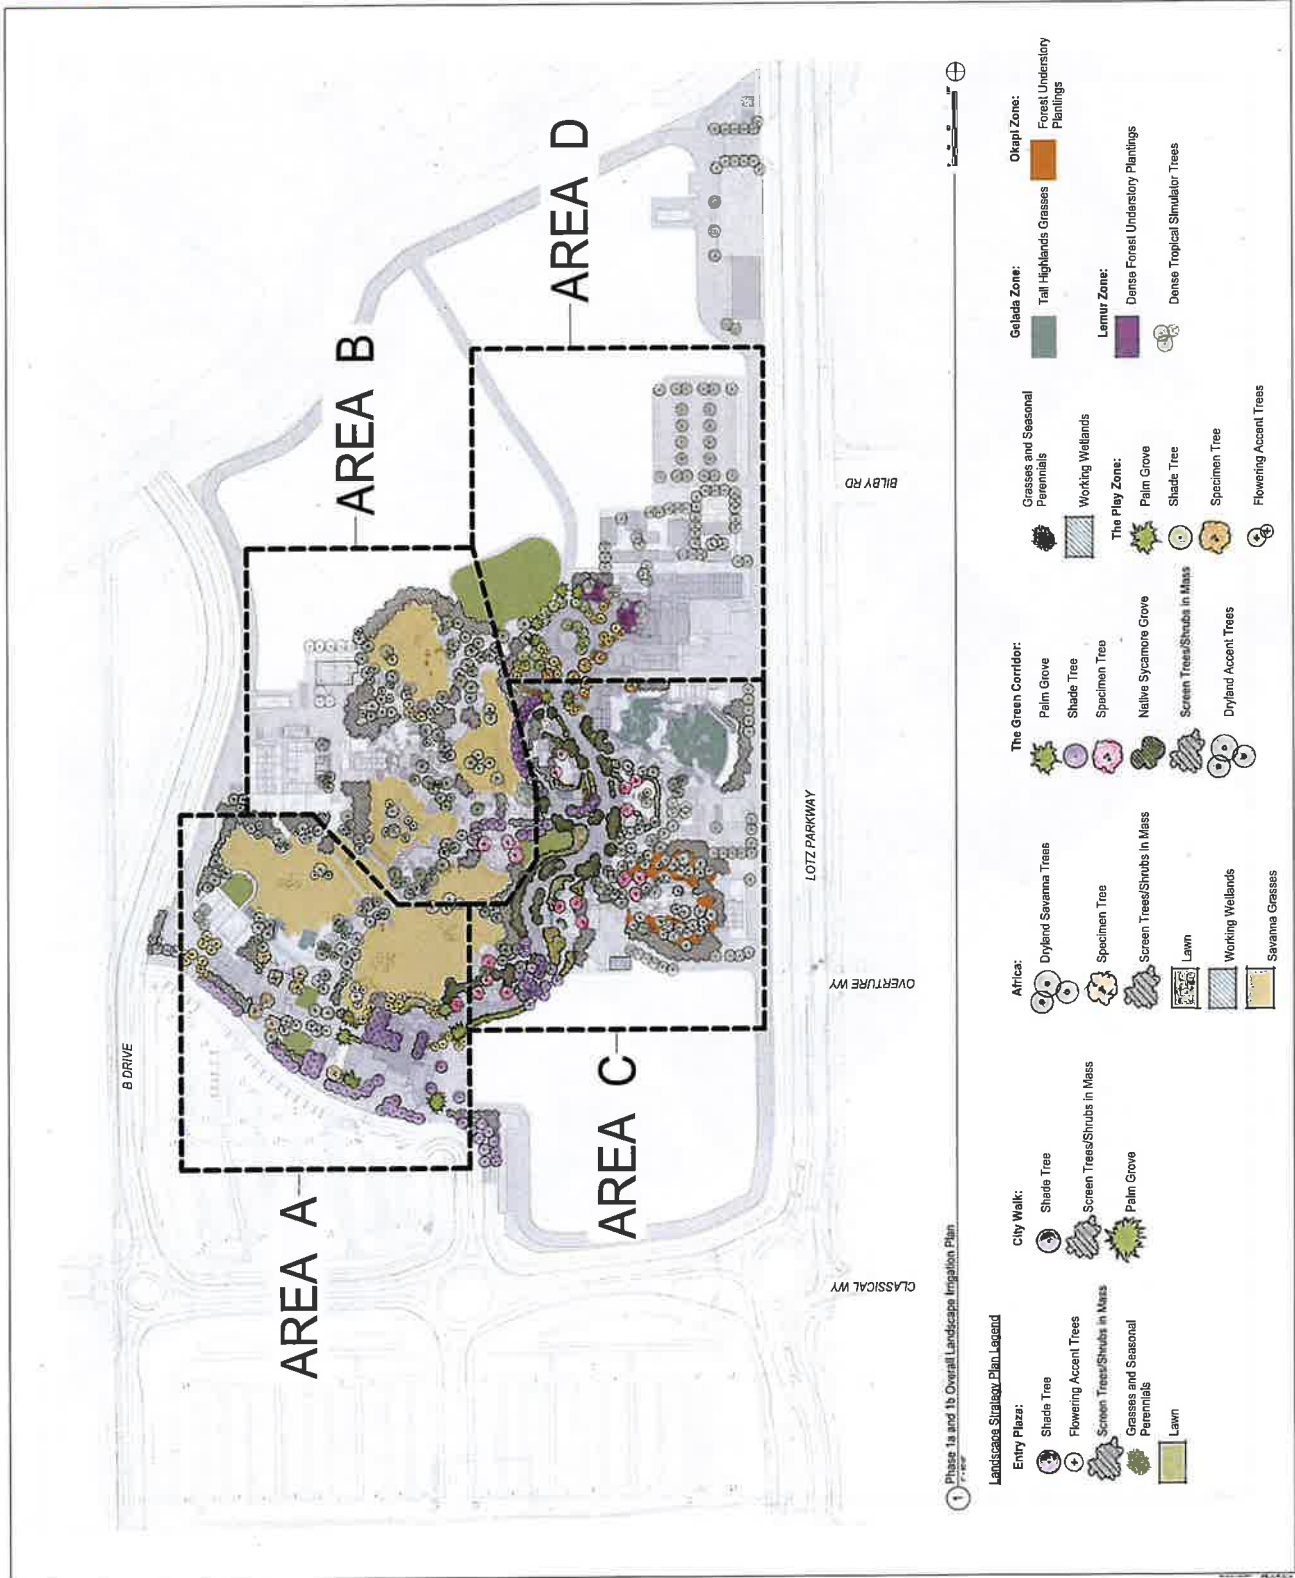 AREA A
AREA B
AREA C
AREA D
B DRIVE
LOTZ PARKWAY
CLASSICAL WY
OVERTURE WY
BILBY RD
1
Phase 1a and 1b Overall Landscape Irrigation Plan
Landscape Strategy Plan Legend
Entry Plaza:
Shade Tree
Flowering Accent Trees
Screen Trees/Shrubs in Mass
Grasses and Seasonal
Perennials
Lawn
City Walk:
Shade Tree
Screen Trees/Shrubs in Mass
Palm Grove
Africa:
Dryland Savanna Trees
Specimen Tree
Screen Trees/Shrubs in Mass
Lawn
Working Wetlands
Savanna Grasses
The Green Corridor:
Palm Grove
Shade Tree
Specimen Tree
Native Sycamore Grove
Screen Trees/Shrubs in Mass
Dryland Accent Trees
Grasses and Seasonal
Perennials
Working Wetlands
The Play Zone:
Palm Grove
Shade Tree
Specimen Tree
Flowering Accent Trees
Gelada Zone:
Tall Highlands Grasses
Lemur Zone:
Dense Forest Understory Plantings
Dense Tropical Simulator Trees
Okapi Zone:
Forest Understory
Plantings